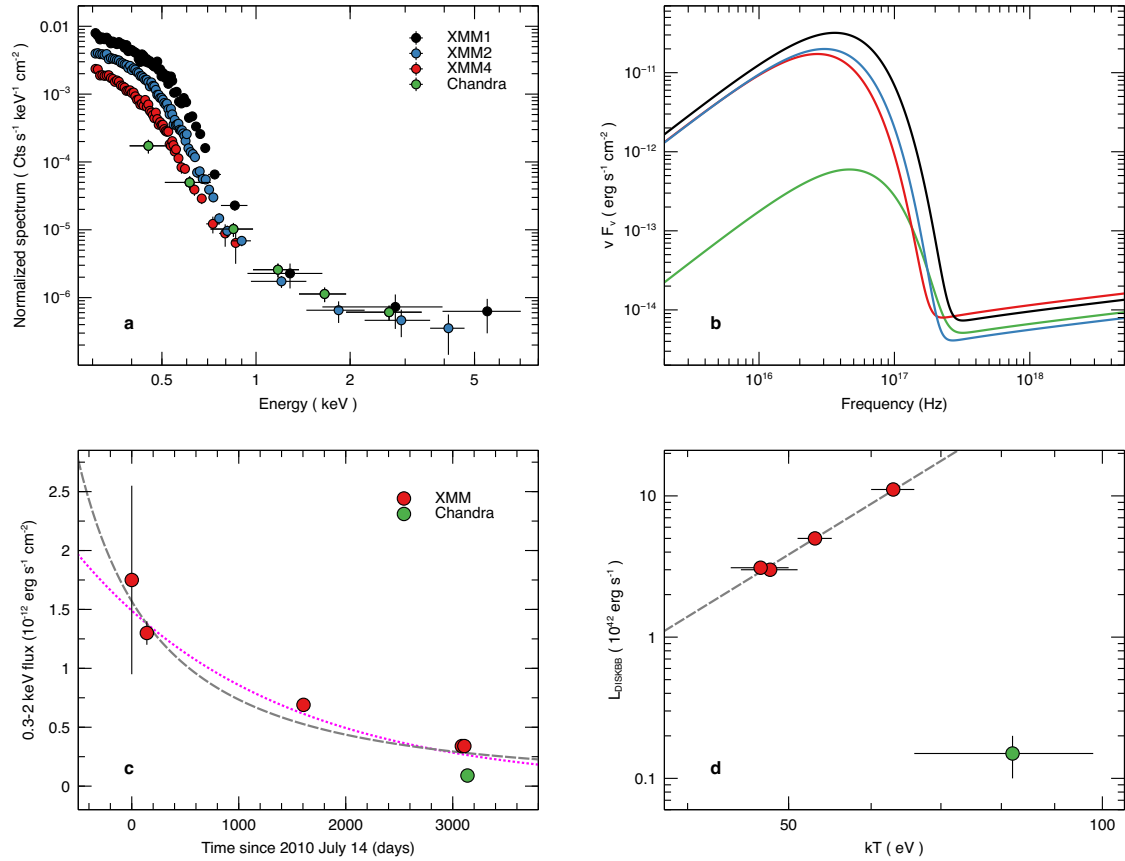 Normalized spectrum ( Cts s⁻¹ keV⁻¹ cm⁻²)
0.01
10⁻³
10⁻⁴
10⁻⁵
10⁻⁶
XMM1
XMM2
XMM4
Chandra
a
0.5 1 2 5
Energy ( keV )
ν Fᵥ ( erg s⁻¹ cm⁻²)
10⁻¹¹
10⁻¹²
10⁻¹³
10⁻¹⁴
b
10¹⁶ 10¹⁷ 10¹⁸
Frequency (Hz)
0.3-2 keV flux (10⁻¹² erg s⁻¹ cm⁻²)
2.5
2
1.5
1
0.5
0
XMM
Chandra
c
0 1000 2000 3000
Time since 2010 July 14 (days)
L_DISKBB (10⁴² erg s⁻¹)
10
1
0.1
d
50 100
kT ( eV )